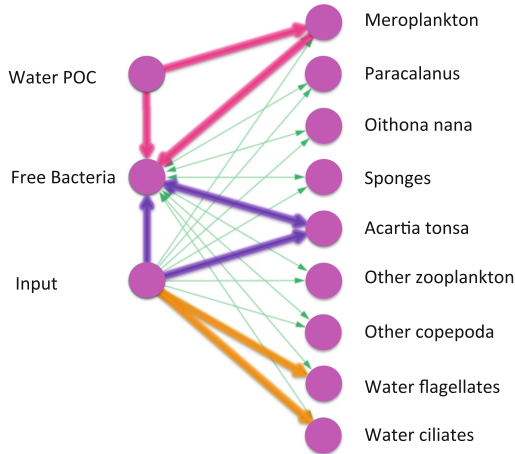 Meroplankton
Water POC
Paracalanus
Oithona nana
Free Bacteria
Sponges
Acartia tonsa
Input
Other zooplankton
Other copepoda
Water flagellates
Water ciliates